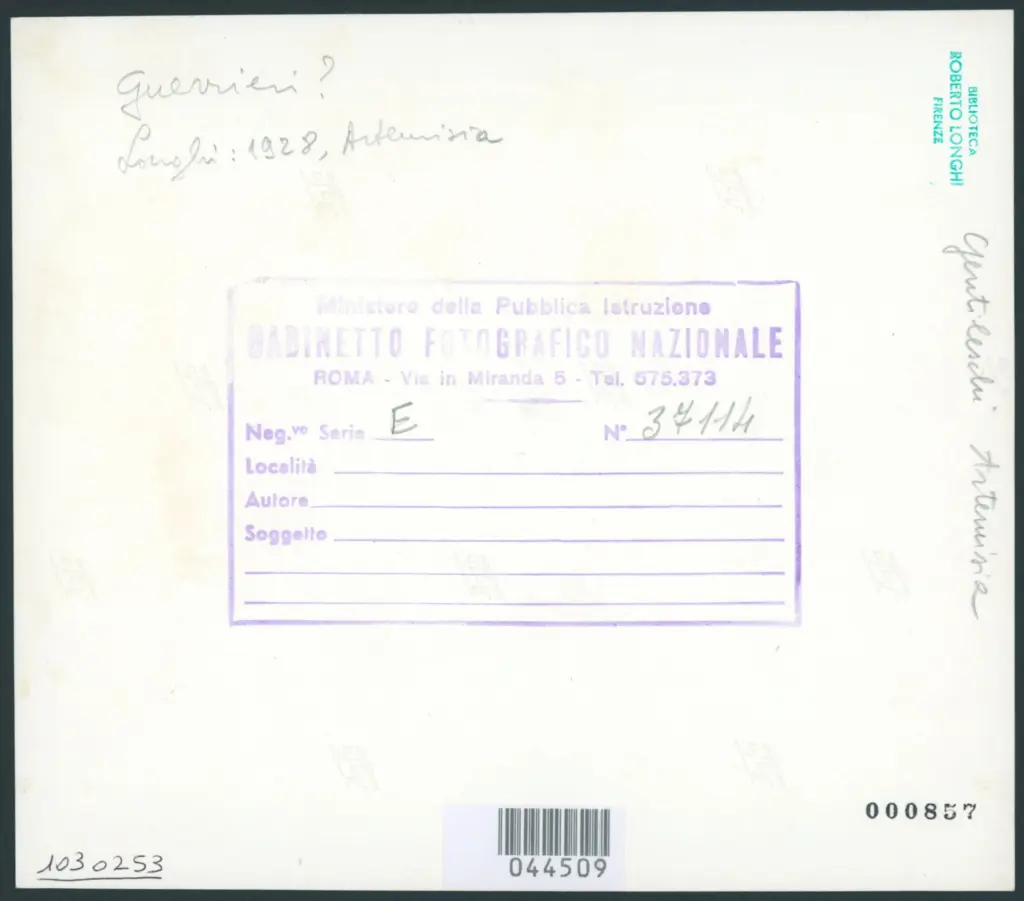 Guerrieri?
Longhi: 1928, Artemisia
BIBLIOTECA
ROBERTO LONGHI
FIRENZE
Gentileschi Artemisia
Ministero della Pubblica Istruzione
GABINETTO FOTOGRAFICO NAZIONALE
ROMA - Via in Miranda 5 - Tel. 675.373
Neg.vo Serie E N° 37114
Località
Autore
Soggetto
000857
044509
1030253